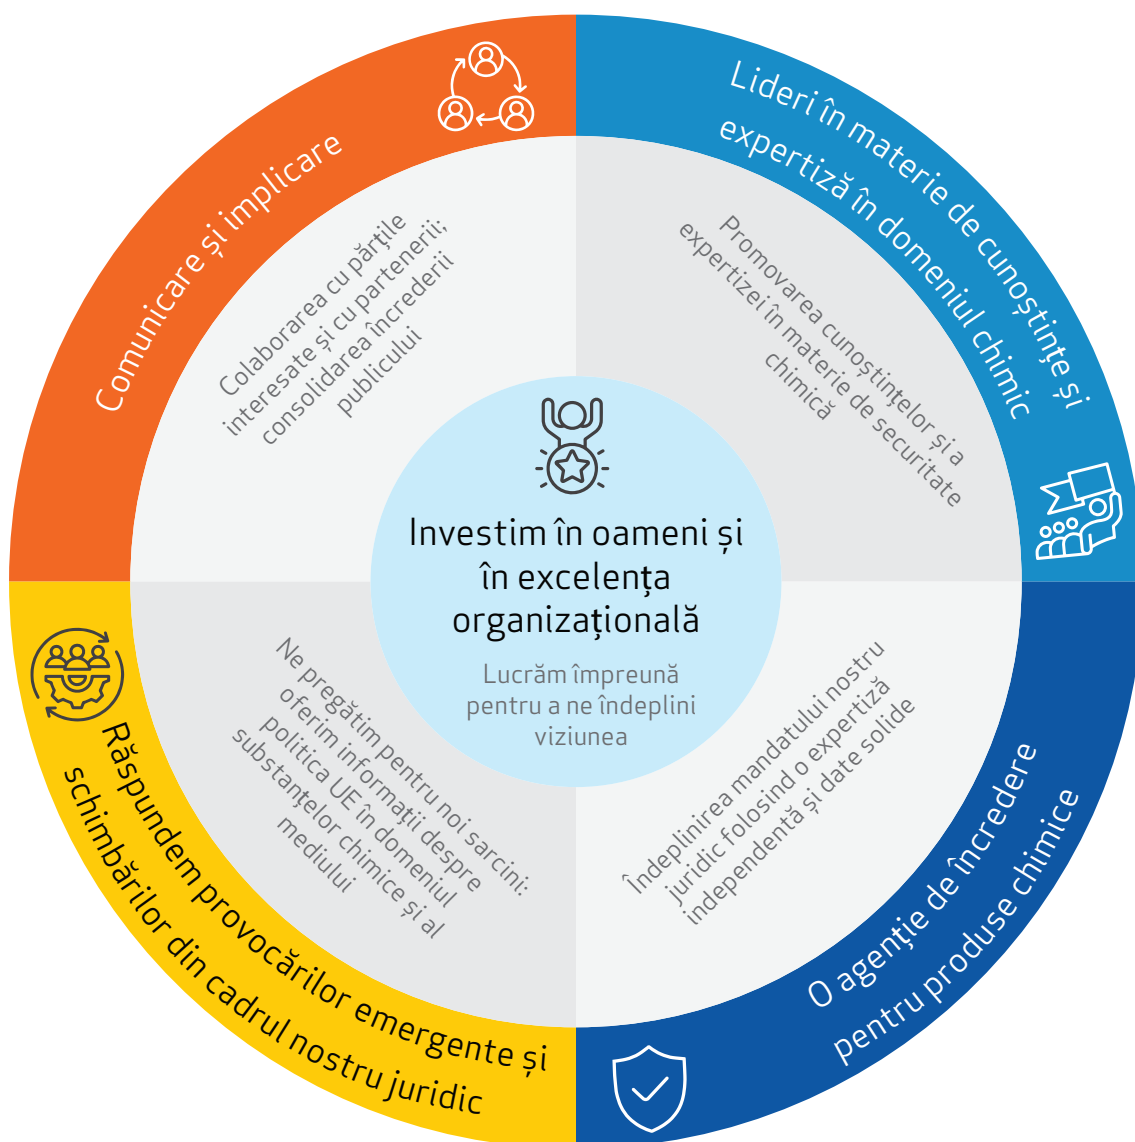 Comunicare și implicare
Colaborarea cu părțile
interesate și cu partenerii;
consolidarea încrederii
publicului
Lideri în materie de cunoștințe și
expertiză în domeniul chimic
Promovarea cunoștințelor și a
expertizei în materie de securitate
chimică
Investim în oameni și
în excelența
organizațională
Lucrăm împreună
pentru a ne îndeplini
viziunea
Răspundem provocărilor emergente și
schimbărilor din cadrul nostru juridic
Ne pregătim pentru noi sarcini:
oferim informații despre
politica UE în domeniul
substanțelor chimice și al
mediului
O agenție de încredere
pentru produse chimice
Îndeplinirea mandatului nostru
juridic folosind o expertiză
independentă și date solide